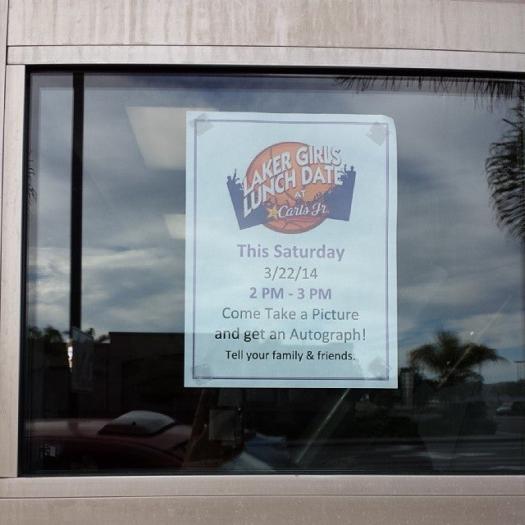 LAKER GIRLS
LUNCH DATE
AT
Carls Jr.
This Saturday
3/22/14
2 PM - 3 PM
Come Take a Picture
and get an Autograph!
Tell your family & friends.